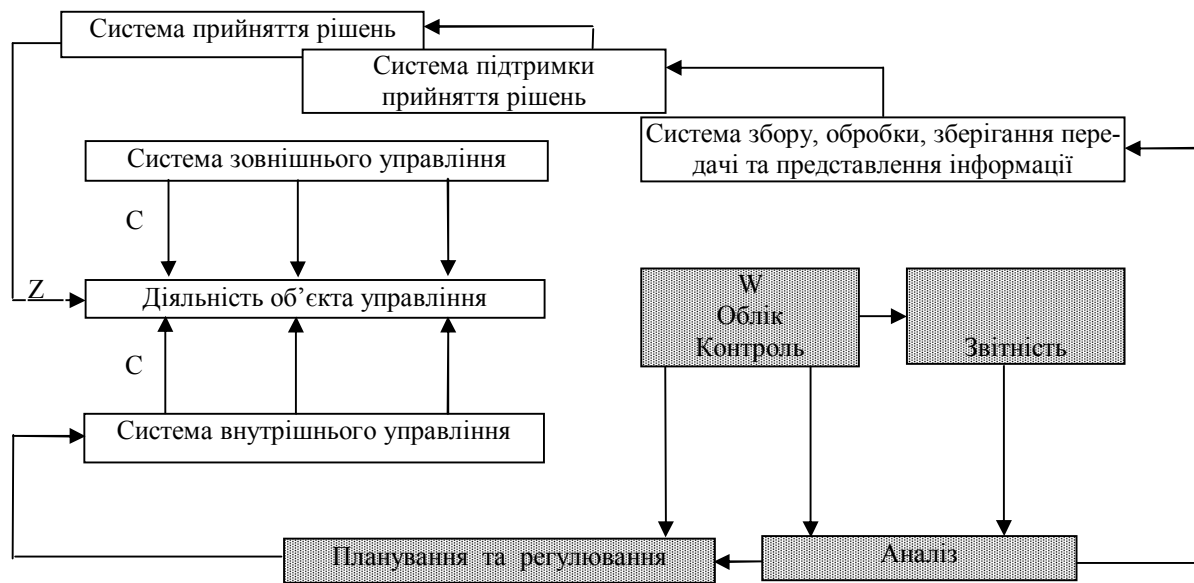 Система прийняття рішень
Система підтримки
прийняття рішень
Система збору, обробки, зберігання пере-
дачі та представлення інформації
Система зовнішнього управління
С
Z
Діяльність об’єкта управління
W
Облік
Контроль
Звітність
С
Система внутрішнього управління
Планування та регулювання
Аналіз